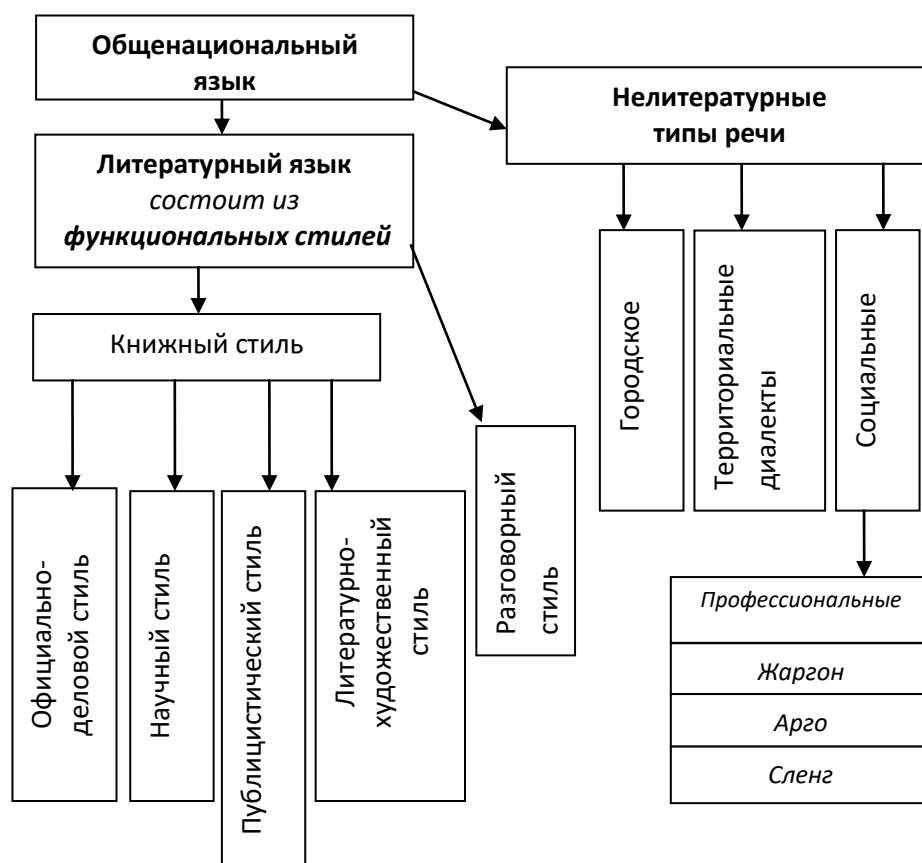 Общенациональный
язык
Нелитературные
типы речи
Литературный язык
состоит из
функциональных стилей
Книжный стиль
Официально-
деловой стиль
Научный стиль
Публицистический стиль
Литературно-
художественный
стиль
Разговорный
стиль
Городское
Территориальные
диалекты
Социальные
Профессиональные
Жаргон
Арго
Сленг